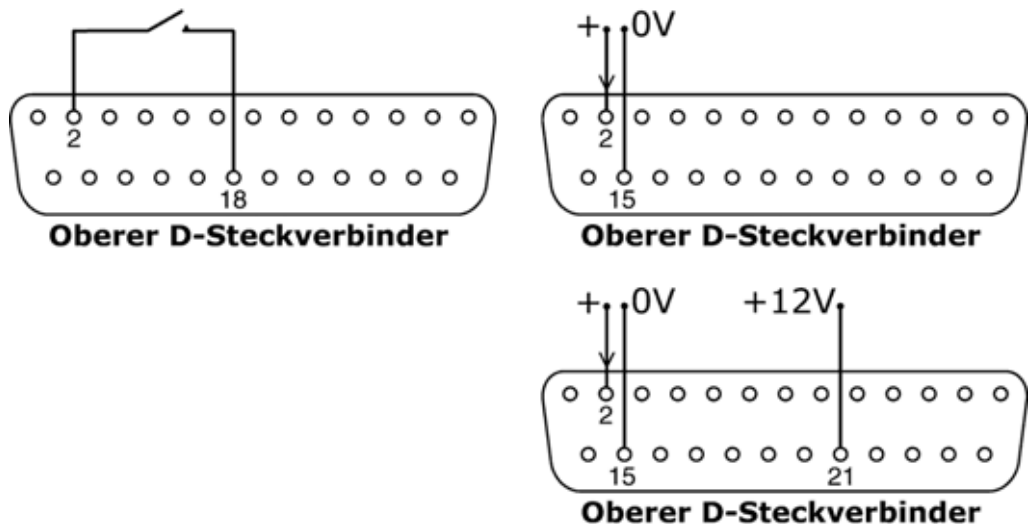 + 0V
2
2
18
15
Oberer D-Steckverbinder
Oberer D-Steckverbinder
+ 0V +12V
2
15 21
Oberer D-Steckverbinder